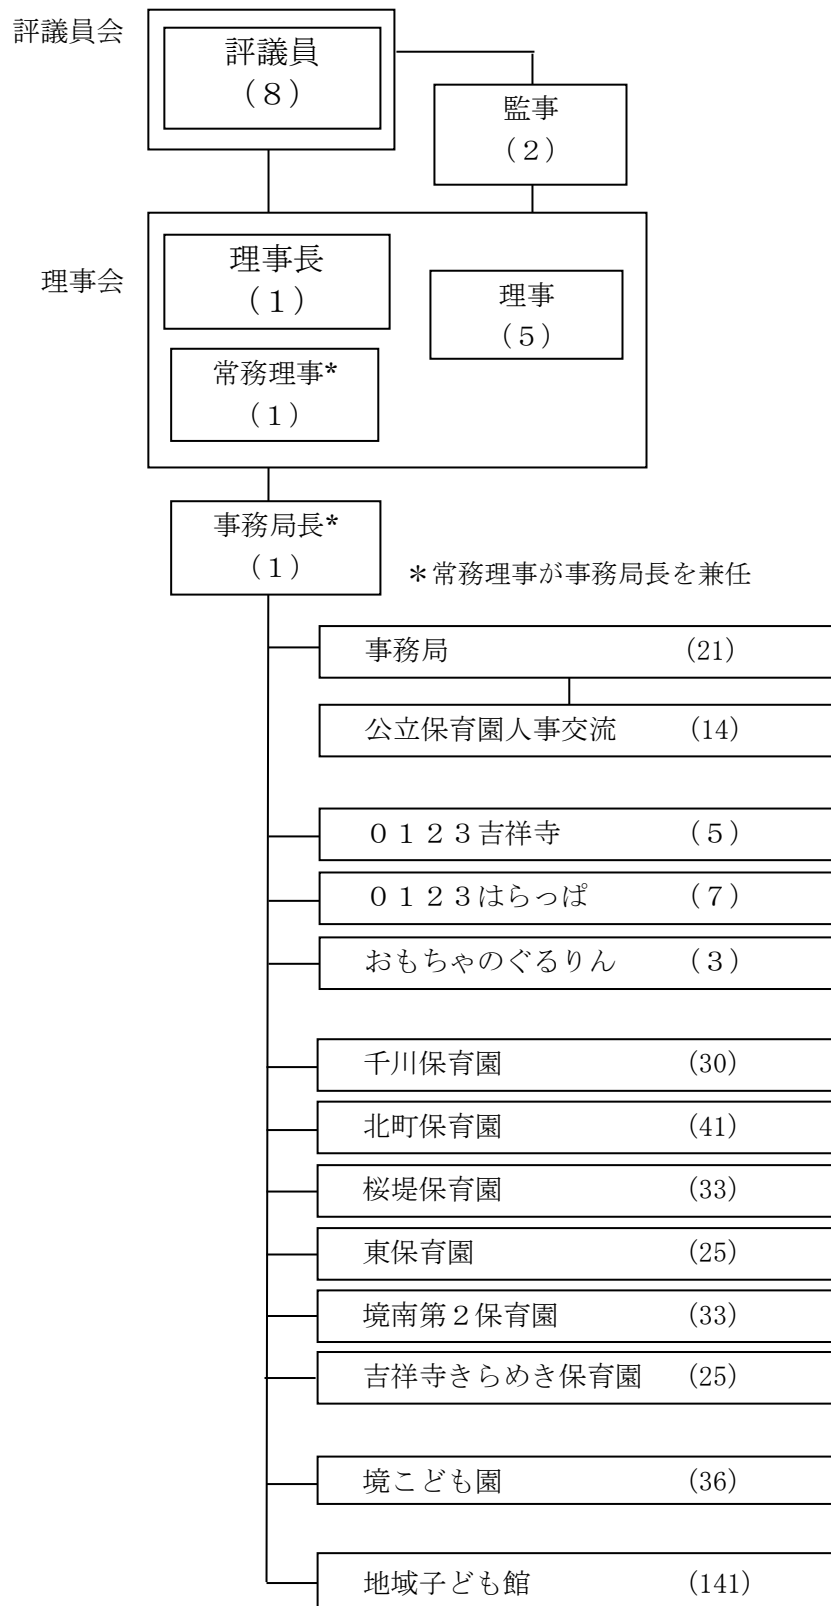 評議員会
評議員
（８）
監事
（２）
理事会
理事長
（１）
理事
（５）
常務理事*
（１）
事務局長*
（１）
＊常務理事が事務局長を兼任
事務局 (21)
公立保育園人事交流 (14)
０１２３吉祥寺 （５）
０１２３はらっぱ （７）
おもちゃのぐるりん （３）
千川保育園 (30)
北町保育園 (41)
桜堤保育園 (33)
東保育園 (25)
境南第２保育園 (33)
吉祥寺きらめき保育園 (25)
境こども園 (36)
地域子ども館 (141)